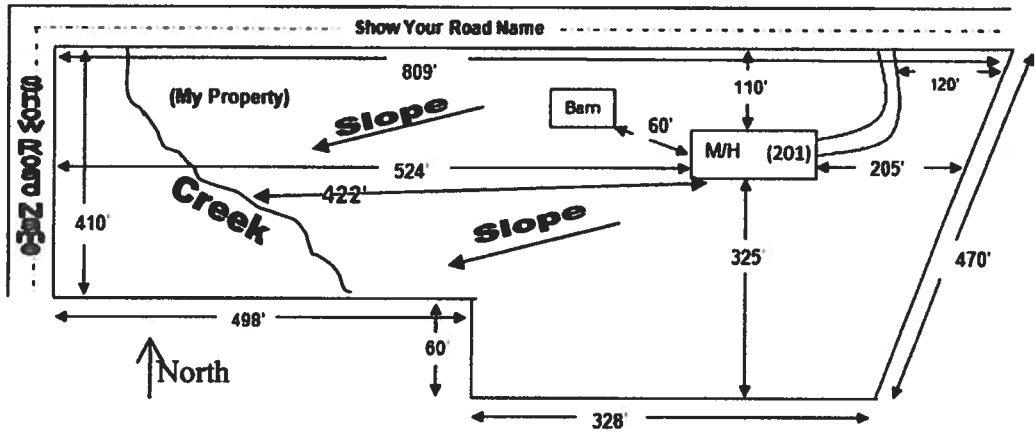 Show Your Road Name
809'
(My Property)
Slope
110'
120'
Barn
60'
M/H (201)
524'
205'
422'
Creek
410'
Slope
325'
470'
498'
60'
North
328'